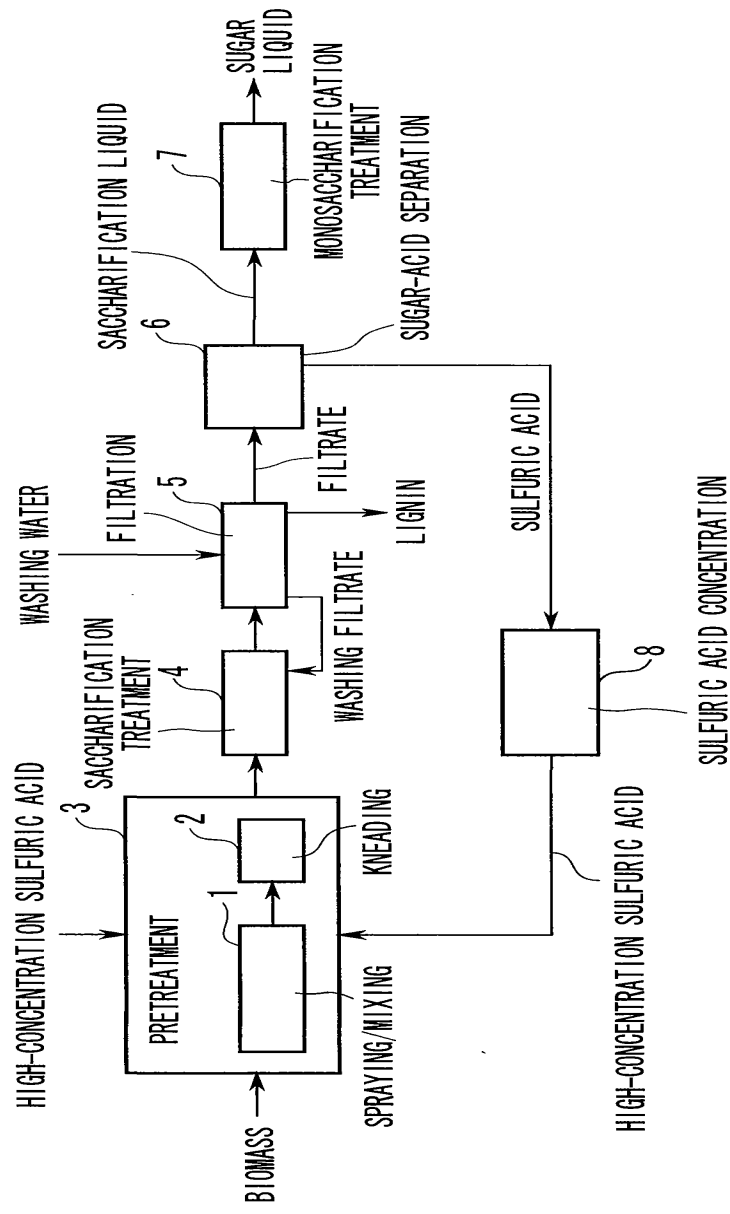 HIGH-CONCENTRATION SULFURIC ACID
WASHING WATER
BIOMASS
3
PRETREATMENT
1
2
SPRAYING/MIXING
KNEADING
SACCHARIFICATION
TREATMENT
4
WASHING FILTRATE
FILTRATION
5
LIGNIN
FILTRATE
SACCHARIFICATION LIQUID
6
SUGAR-ACID SEPARATION
7
MONOSACCHARIFICATION
TREATMENT
SUGAR
LIQUID
SULFURIC ACID
8
SULFURIC ACID CONCENTRATION
HIGH-CONCENTRATION SULFURIC ACID